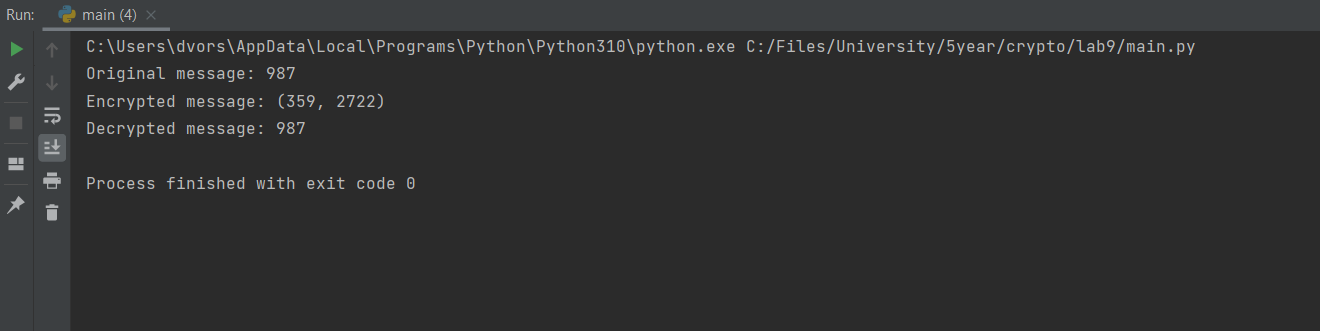 Run: main (4)
C:\Users\dvors\AppData\Local\Programs\Python\Python310\python.exe C:/Files/University/5year/crypto/lab9/main.py
Original message: 987
Encrypted message: (359, 2722)
Decrypted message: 987
Process finished with exit code 0